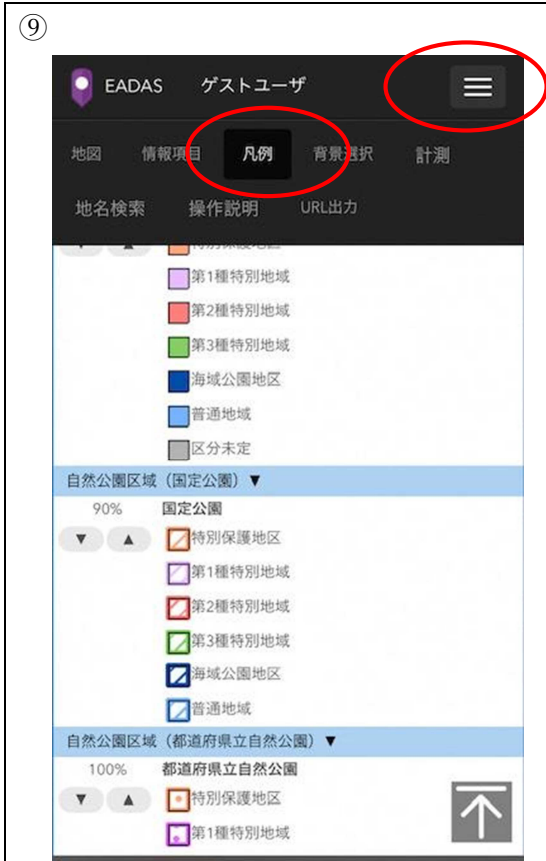 ⑨
EADAS ゲストユーザ
地図 情報項目 凡例 背景選択 計測
地名検索 操作説明 URL出力
▼ ▲ 特別保護地区
第1種特別地域
第2種特別地域
第3種特別地域
海域公園地区
普通地域
区分未定
自然公園区域（国定公園）▼
90% 国定公園
▼ ▲ 特別保護地区
第1種特別地域
第2種特別地域
第3種特別地域
海域公園地区
普通地域
自然公園区域（都道府県立自然公園）▼
100% 都道府県立自然公園
▼ ▲ 特別保護地区
第1種特別地域